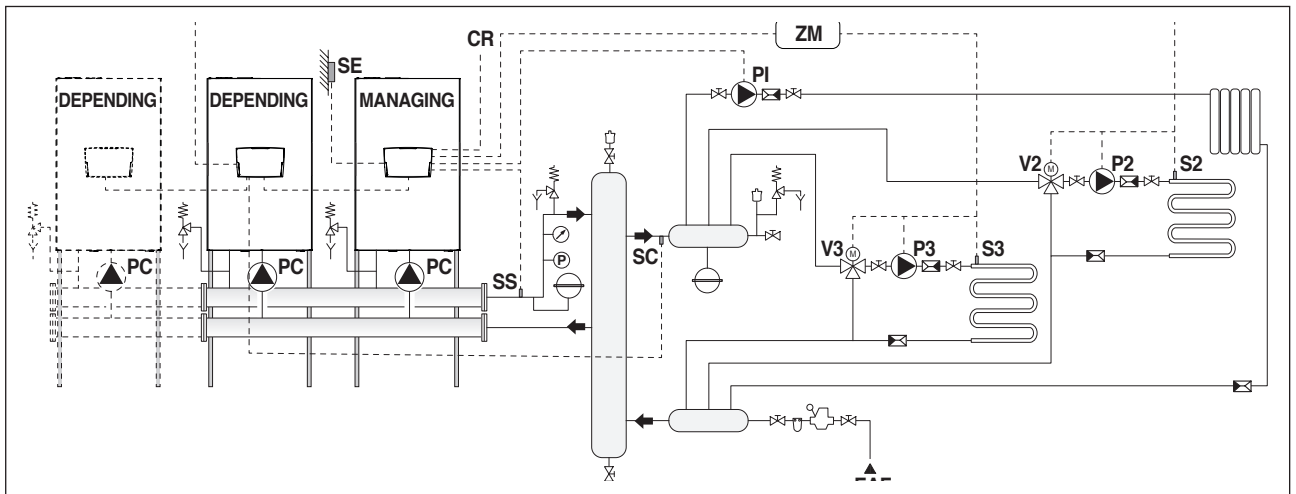 CR
ZM
SE
PI
DEPENDING
DEPENDING
MANAGING
V2
M
P2
S2
V3
M
P3
S3
SC
PC
PC
PC
SS
P